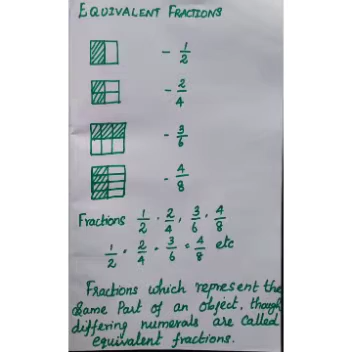 EQUIVALENT FRACTIONS
- 1/2
- 2/4
- 3/6
- 4/8
Fractions 1/2, 2/4, 3/6, 4/8
1/2 = 2/4 = 3/6 = 4/8 etc
Fractions which represent the
Same Part of an object, though
differing numerals are called
equivalent fractions.